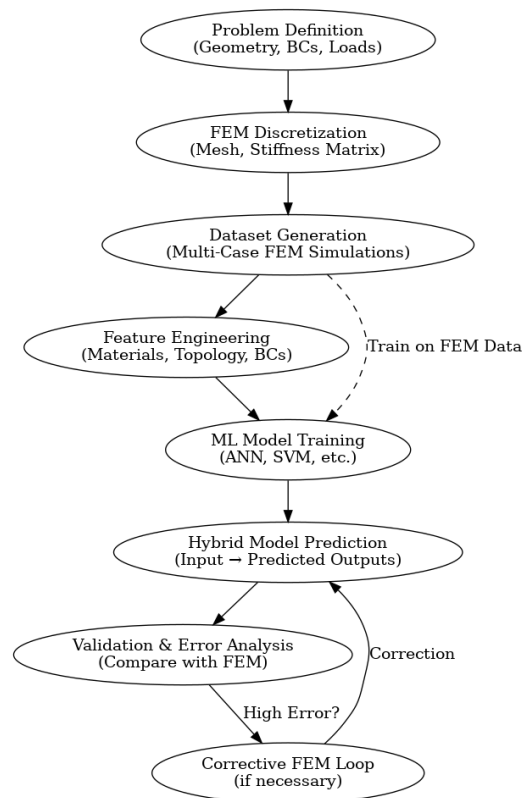 Problem Definition
(Geometry, BCs, Loads)
FEM Discretization
(Mesh, Stiffness Matrix)
Dataset Generation
(Multi-Case FEM Simulations)
Feature Engineering
(Materials, Topology, BCs)
Train on FEM Data
ML Model Training
(ANN, SVM, etc.)
Hybrid Model Prediction
(Input → Predicted Outputs)
Validation & Error Analysis
(Compare with FEM)
Correction
High Error?
Corrective FEM Loop
(if necessary)